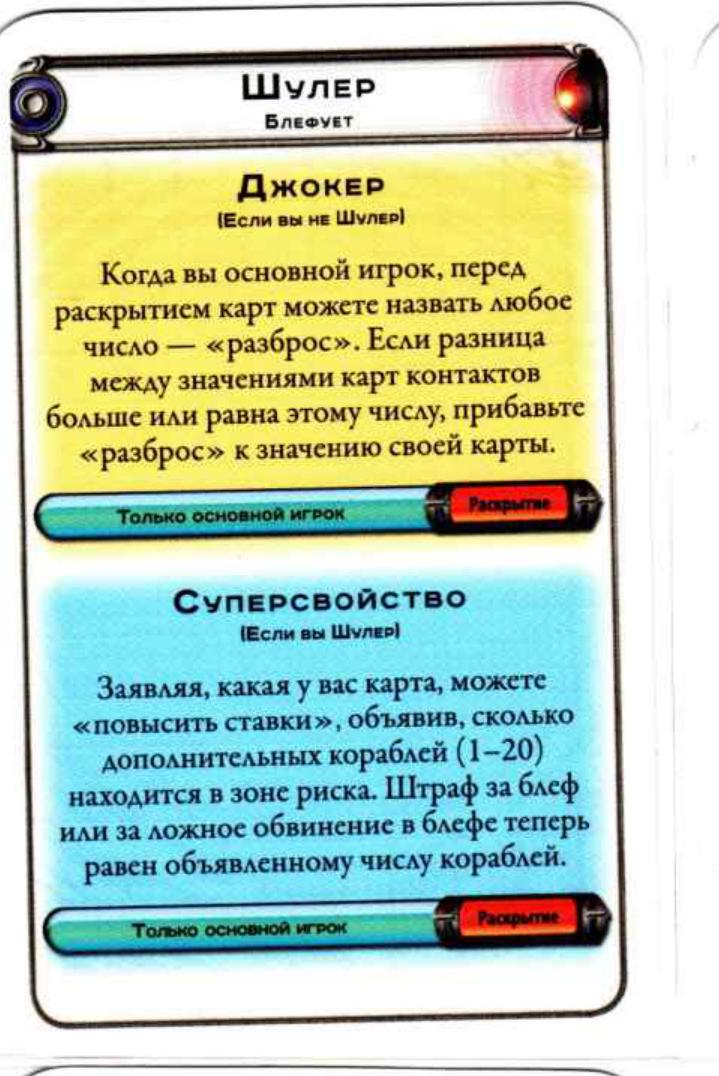 Шулер
Блефует
Джокер
(Если вы не Шулер)
Когда вы основной игрок, перед
раскрытием карт можете назвать любое
число — «разброс». Если разница
между значениями карт контактов
больше или равна этому числу, прибавьте
«разброс» к значению своей карты.
Только основной игрок Раскрытие
Суперсвойство
(Если вы Шулер)
Заявляя, какая у вас карта, можете
«повысить ставки», объявив, сколько
дополнительных кораблей (1–20)
находится в зоне риска. Штраф за блеф
или за ложное обвинение в блефе теперь
равен объявленному числу кораблей.
Только основной игрок Раскрытие